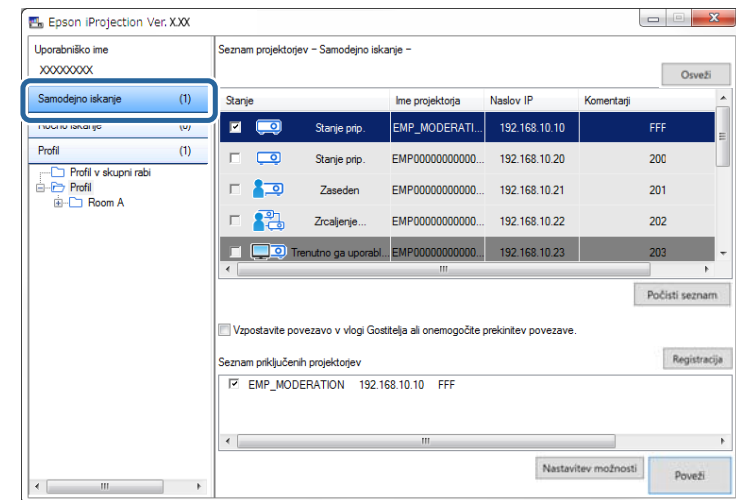 Epson iProjection Ver. X.XX
Uporabniško ime
XXXXXXXX
Samodejno iskanje (1)
Ročno iskanje (0)
Profil (1)
Profil v skupni rabi
Profil
Room A
Seznam projektorjev - Samodejno iskanje -
Osveži
Stanje Ime projektorja Naslov IP Komentarji
Stanje prip. EMP_MODERATI... 192.168.10.10 FFF
Stanje prip. EMP00000000000... 192.168.10.20 200
Zaseden EMP00000000000... 192.168.10.21 201
Zrcaljenje... EMP00000000000... 192.168.10.22 202
Trenutno ga uporabl... EMP00000000000... 192.168.10.23 203
Počisti seznam
Vzpostavite povezavo v vlogi Gostitelja ali onemogočite prekinitev povezave.
Seznam priključenih projektorjev
Registracija
EMP_MODERATION 192.168.10.10 FFF
Nastavitev možnosti
Poveži